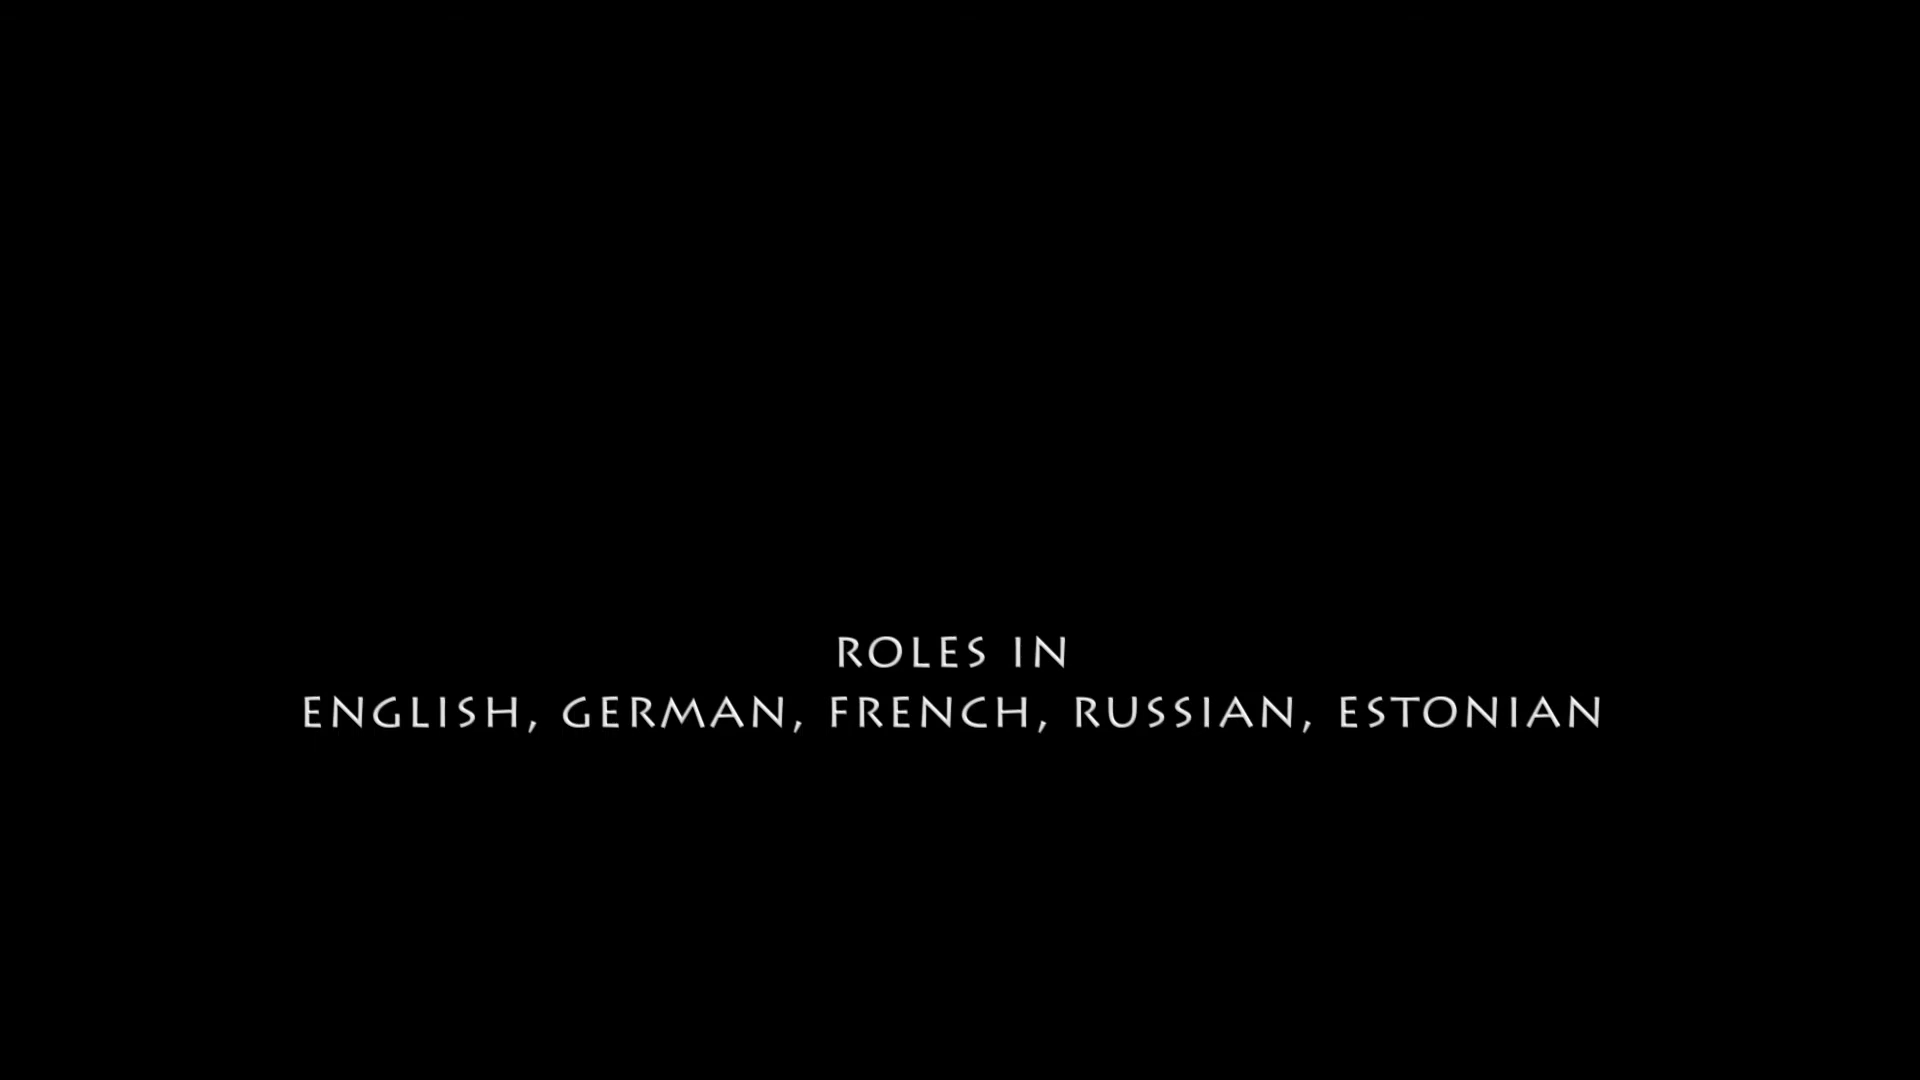 ROLES IN
ENGLISH, GERMAN, FRENCH, RUSSIAN, ESTONIAN